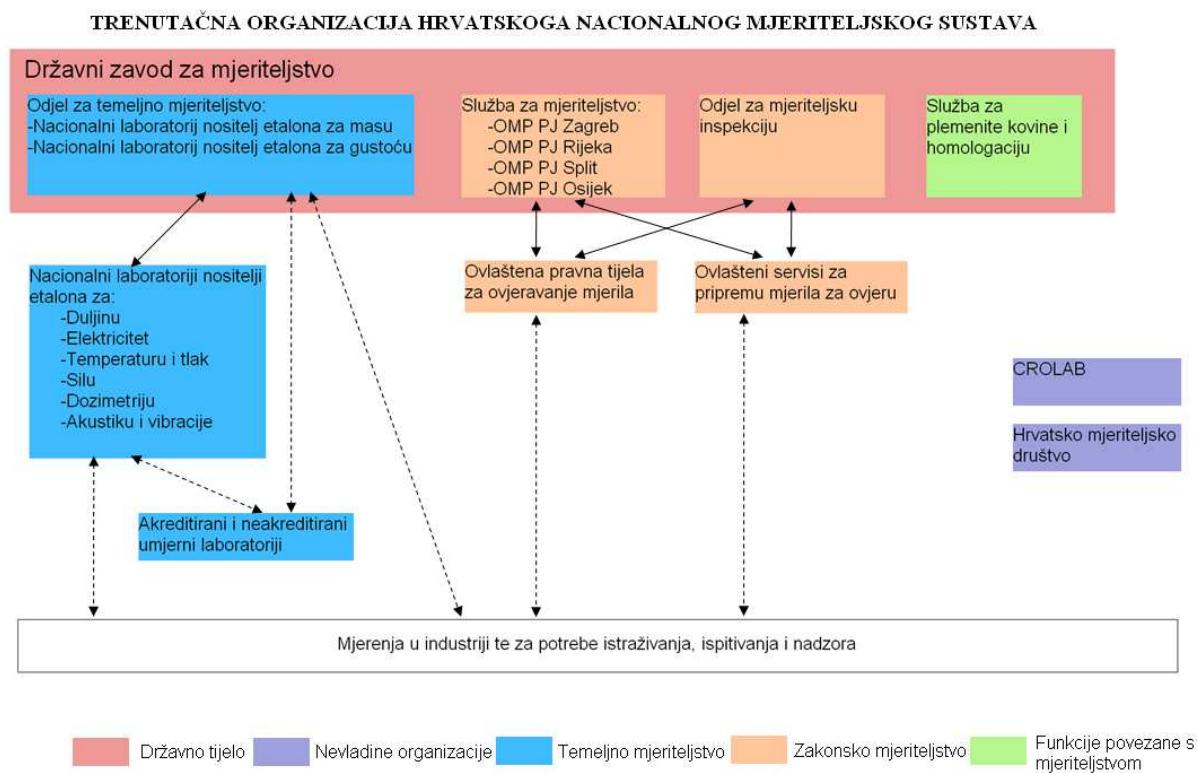 TRENUTAČNA ORGANIZACIJA HRVATSKOGA NACIONALNOG MJERITELJSKOG SUSTAVA
Državni zavod za mjeriteljstvo
Odjel za temeljno mjeriteljstvo:
-Nacionalni laboratorij nositelj etalona za masu
-Nacionalni laboratorij nositelj etalona za gustoću
Služba za mjeriteljstvo:
-OMP PJ Zagreb
-OMP PJ Rijeka
-OMP PJ Split
-OMP PJ Osijek
Odjel za mjeriteljsku
inspekciju
Služba za
plemenite kovine i
homologaciju
Nacionalni laboratoriji nositelji
etalona za:
-Duljinu
-Elektricitet
-Temperaturu i tlak
-Silu
-Dozimetriju
-Akustiku i vibracije
Ovlaštena pravna tijela
za ovjeravanje mjerila
Ovlašteni servisi za
pripremu mjerila za ovjeru
CROLAB
Hrvatsko mjeriteljsko
društvo
Akreditirani i neakreditirani
umjerni laboratoriji
Mjerenja u industriji te za potrebe istraživanja, ispitivanja i nadzora
Državno tijelo
Nevladine organizacije
Temeljno mjeriteljstvo
Zakonsko mjeriteljstvo
Funkcije povezane s
mjeriteljstvom